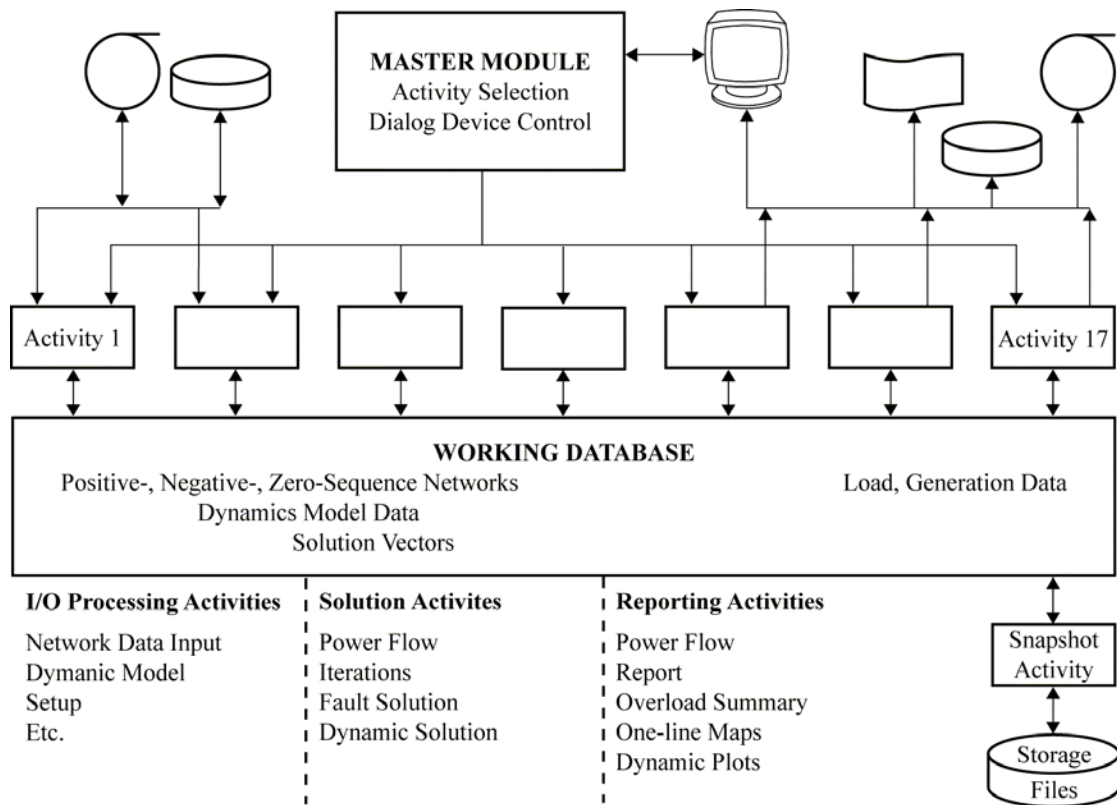 MASTER MODULE
Activity Selection
Dialog Device Control
Activity 1
Activity 17
WORKING DATABASE
Positive-, Negative-, Zero-Sequence Networks
Load, Generation Data
Dynamics Model Data
Solution Vectors
I/O Processing Activities
Network Data Input
Dymanic Model
Setup
Etc.
Solution Activites
Power Flow
Iterations
Fault Solution
Dynamic Solution
Reporting Activities
Power Flow
Report
Overload Summary
One-line Maps
Dynamic Plots
Snapshot
Activity
Storage
Files